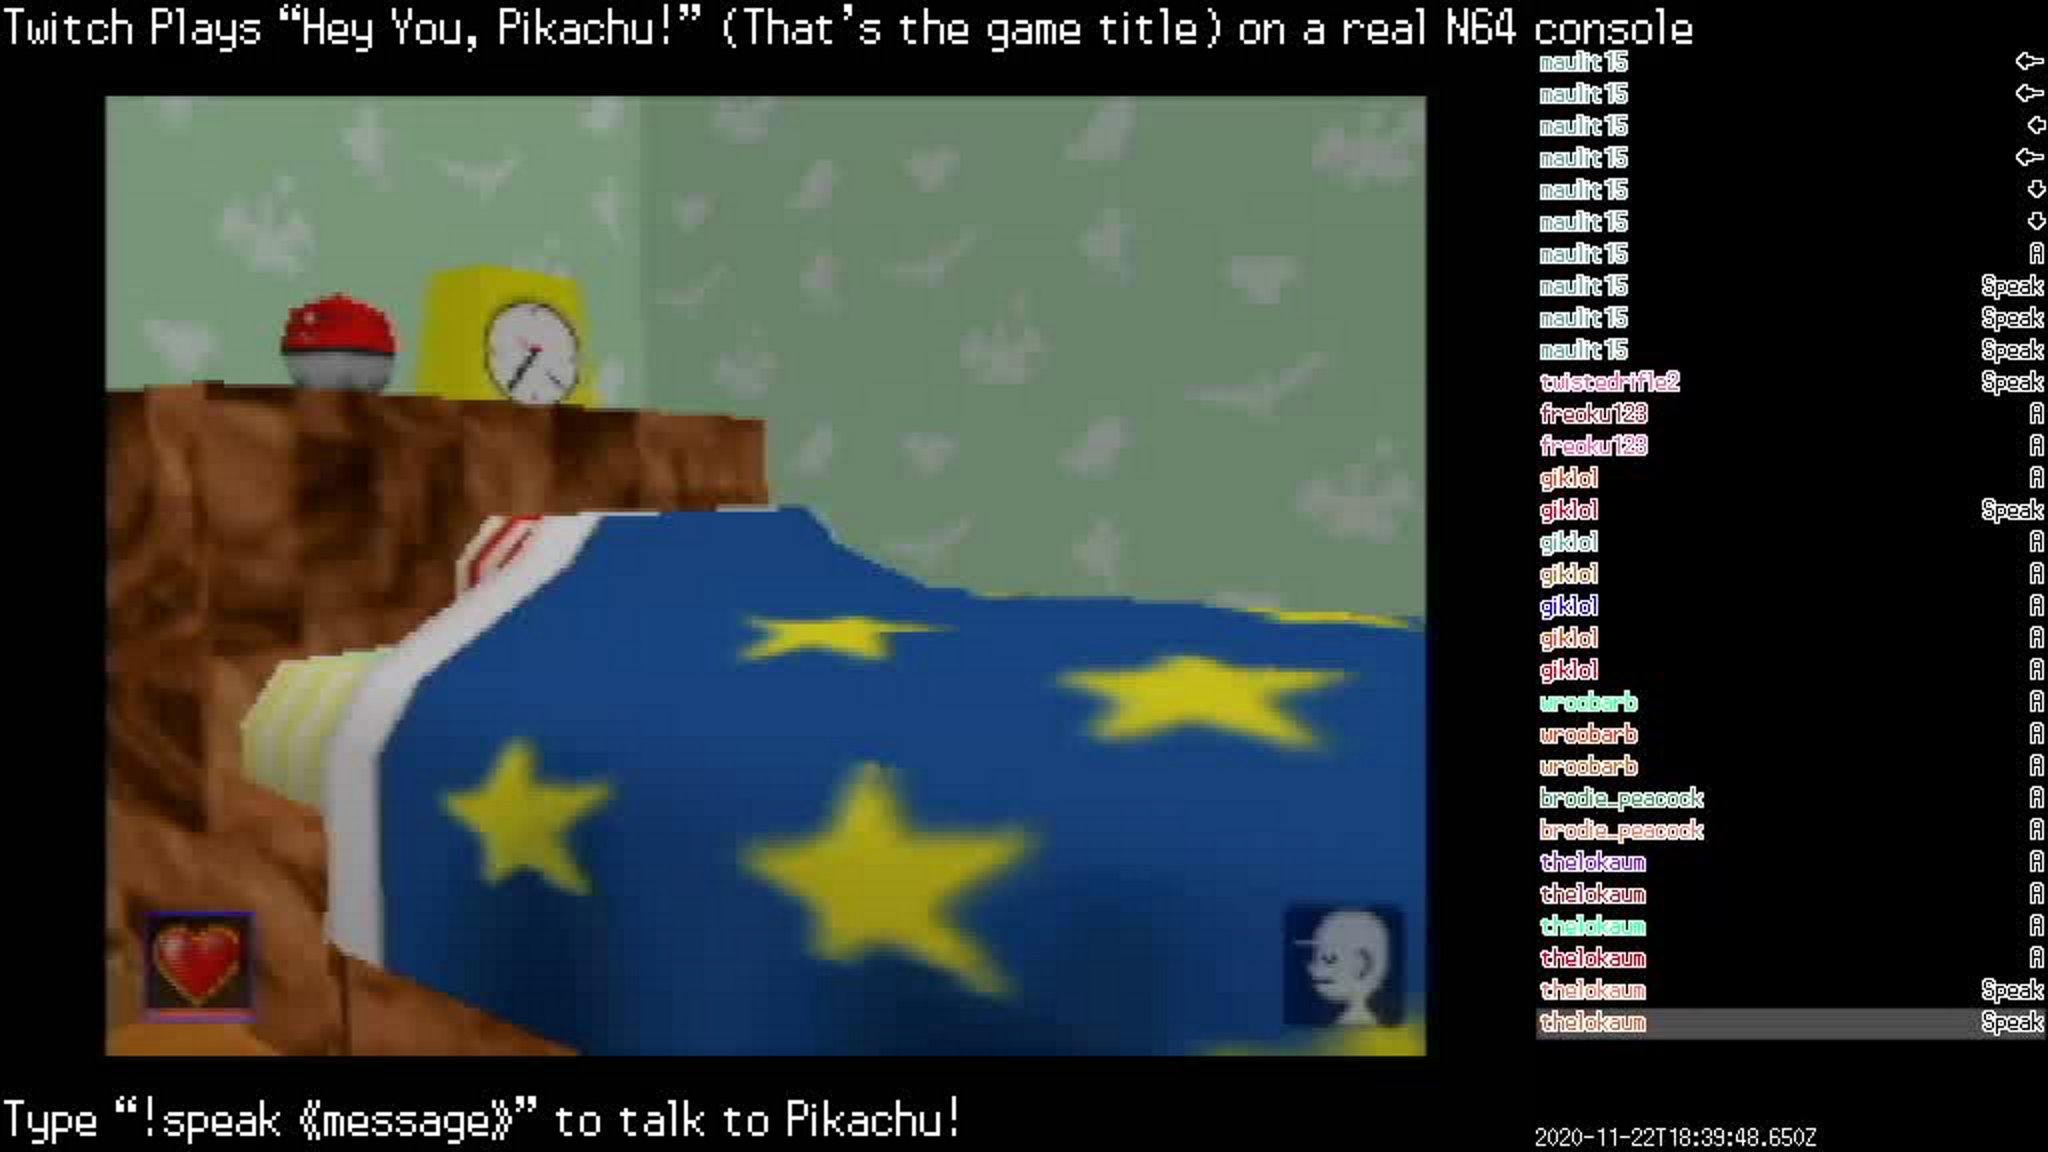 Twitch Plays “Hey You, Pikachu!” (That’s the game title) on a real N64 console
maulit15 ←
maulit15 ←
maulit15 ←
maulit15 ←
maulit15 ↓
maulit15 ↓
maulit15 A
maulit15 Speak
maulit15 Speak
maulit15 Speak
twistedrifle2 Speak
freoku123 A
freoku123 A
giklol A
giklol Speak
giklol A
giklol A
giklol A
giklol A
giklol A
wroobarb A
wroobarb A
wroobarb A
brodie_peacock A
brodie_peacock A
thelokaum A
thelokaum A
thelokaum A
thelokaum A
thelokaum Speak
thelokaum Speak
Type “!speak 《message》” to talk to Pikachu!
2020-11-22T18:39:48.650Z